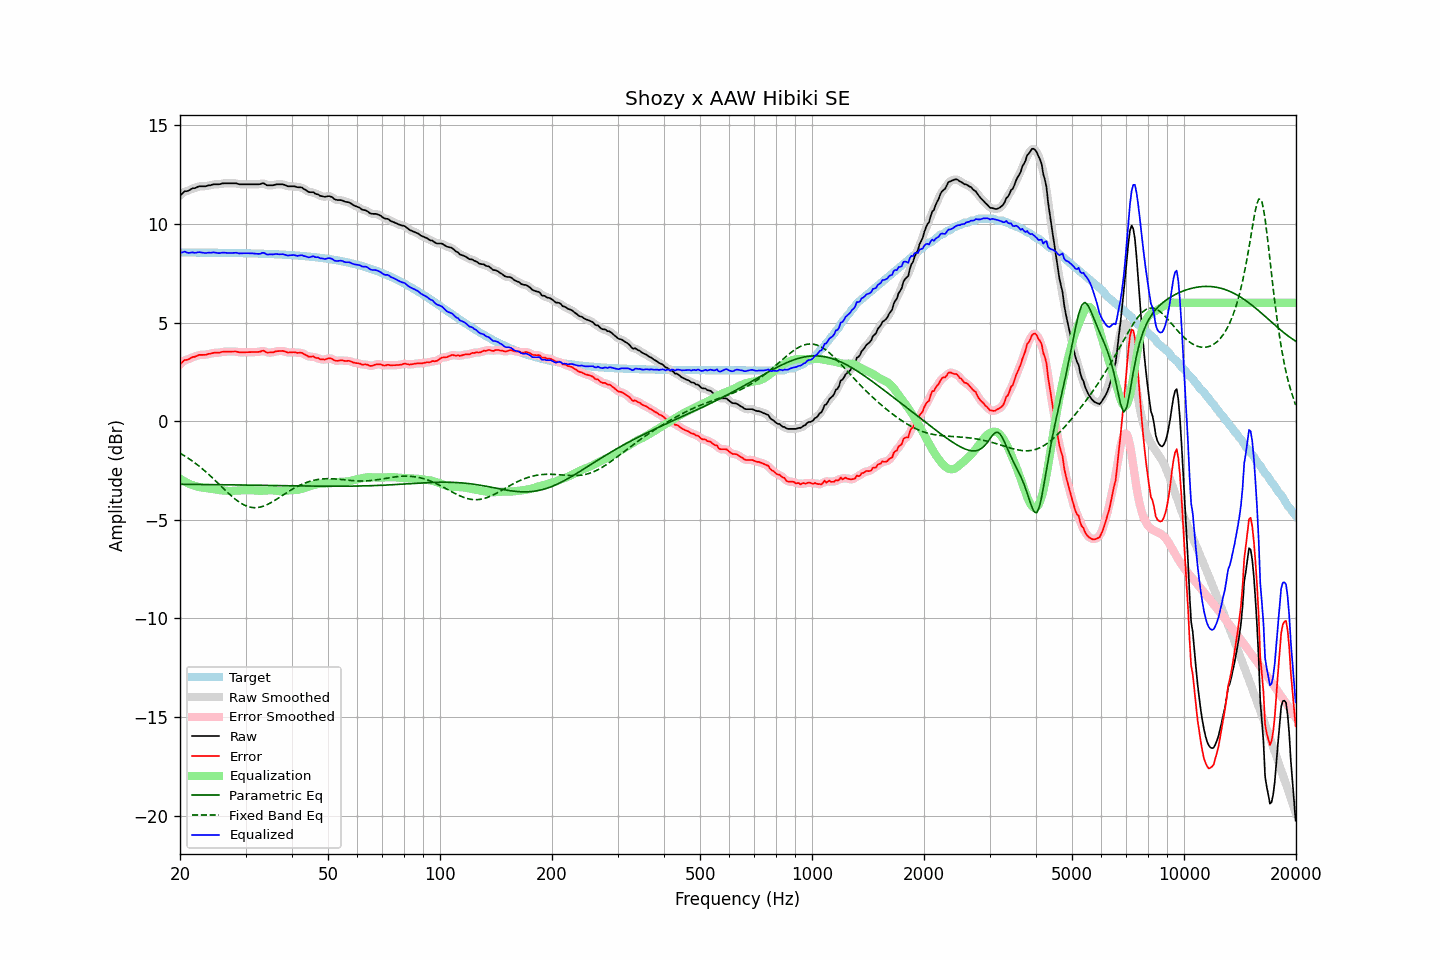 Shozy x AAW Hibiki SE
Amplitude (dBr)
15
10
5
0
−5
−10
−15
−20
Target
Raw Smoothed
Error Smoothed
Raw
Error
Equalization
Parametric Eq
Fixed Band Eq
Equalized
20 50 100 200 500 1000 2000 5000 10000 20000
Frequency (Hz)